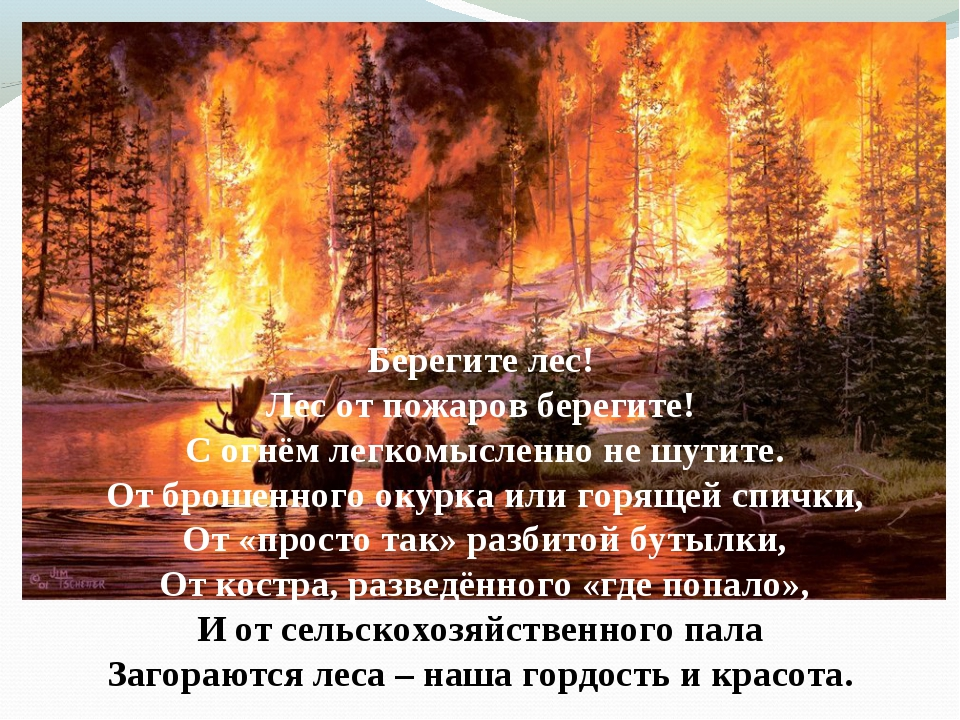 Берегите лес!
Лес от пожаров берегите!
С огнём легкомысленно не шутите.
От брошенного окурка или горящей спички,
От «просто так» разбитой бутылки,
От костра, разведённого «где попало»,
И от сельскохозяйственного пала
Загораются леса – наша гордость и красота.